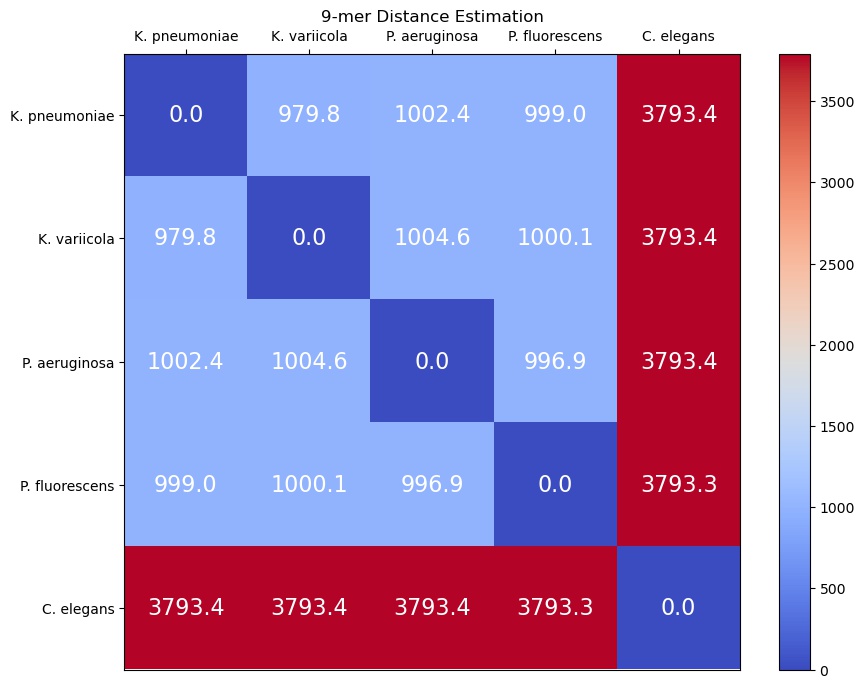 9-mer Distance Estimation
K. pneumoniae K. variicola P. aeruginosa P. fluorescens C. elegans
K. pneumoniae 0.0 979.8 1002.4 999.0 3793.4
K. variicola 979.8 0.0 1004.6 1000.1 3793.4
P. aeruginosa 1002.4 1004.6 0.0 996.9 3793.4
P. fluorescens 999.0 1000.1 996.9 0.0 3793.3
C. elegans 3793.4 3793.4 3793.4 3793.3 0.0
3500
3000
2500
2000
1500
1000
500
0